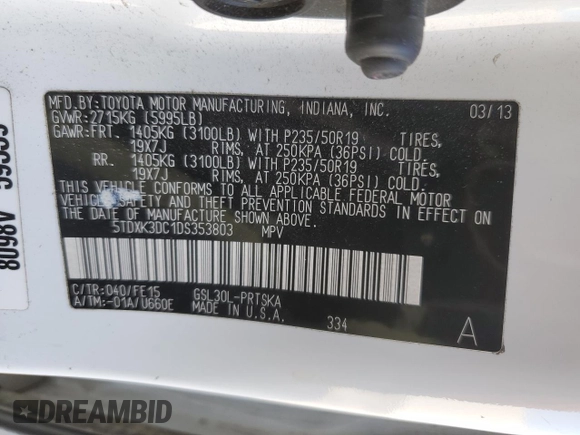 MFD.BY:TOYOTA MOTOR MANUFACTURING, INDIANA, INC. 03/13
GVWR:2715KG (5995LB)
GAWR:FRT. 1405KG (3100LB) WITH P235/50R19 TIRES,
19X7J RIMS, AT 250KPA (36PSI) COLD.
RR. 1405KG (3100LB) WITH P235/50R19 TIRES,
19X7J RIMS, AT 250KPA (36PSI) COLD.
THIS VEHICLE CONFORMS TO ALL APPLICABLE FEDERAL MOTOR
VEHICLE SAFETY AND THEFT PREVENTION STANDARDS IN EFFECT ON
THE DATE OF MANUFACTURE SHOWN ABOVE.
5TDXK3DC1DS353803 MPV
C/TR:040/FE15 GSL30L-PRTSKA
A/TM:-01A/U660E MADE IN U.S.A.
334 A
8098V
DREAMBID